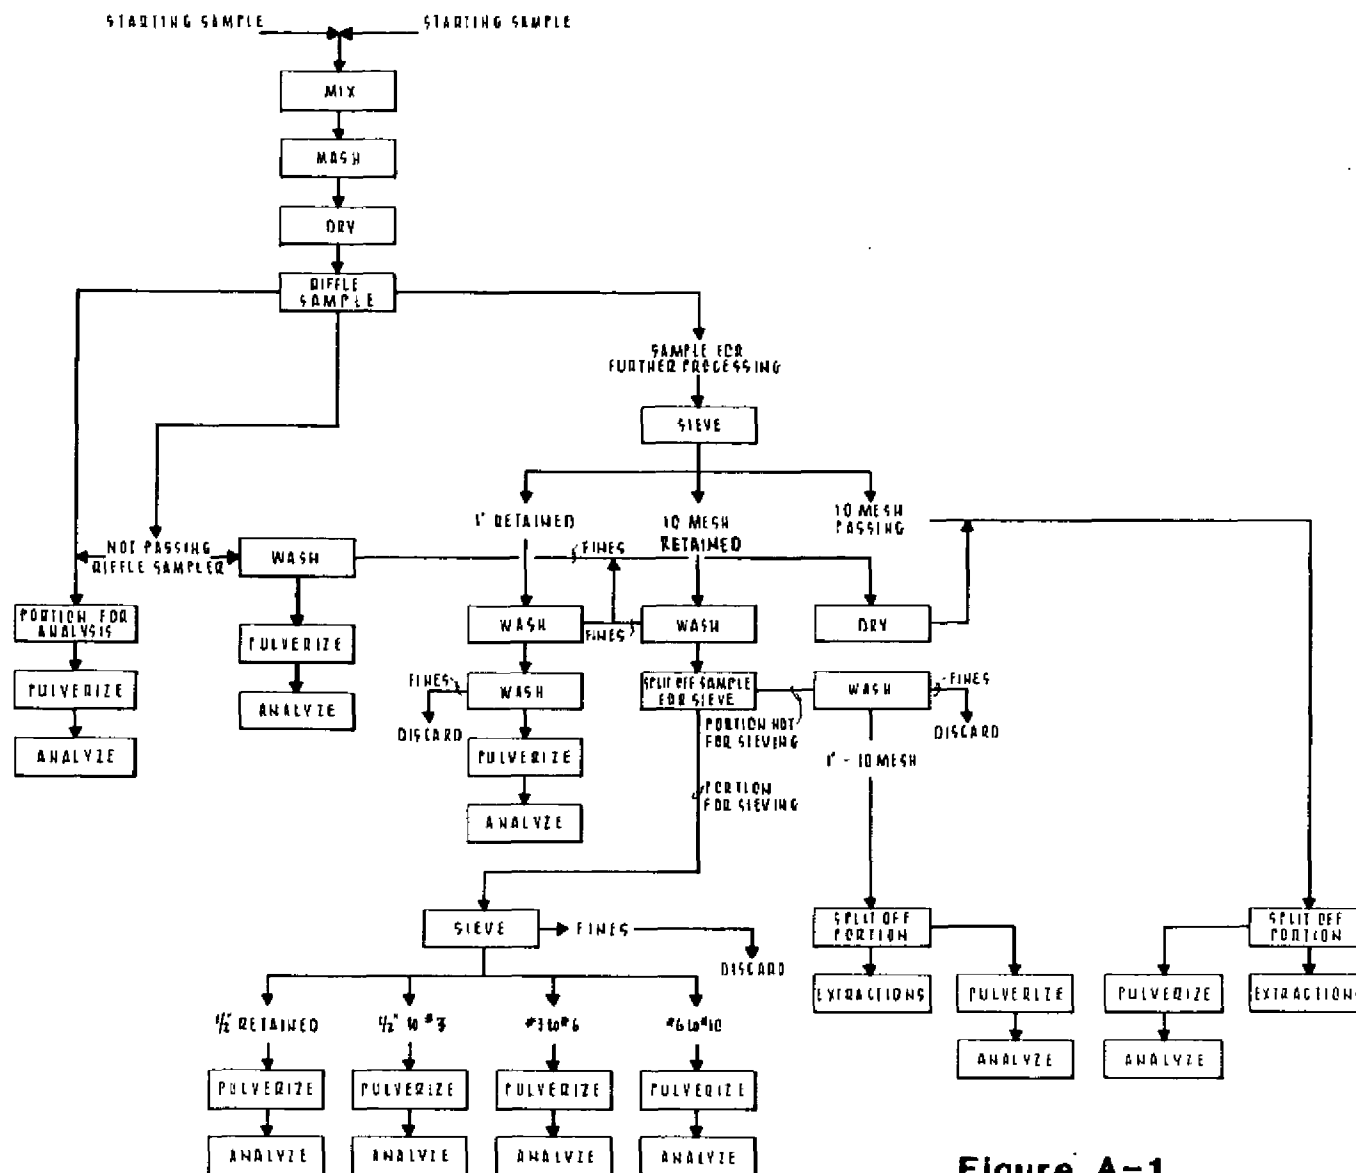 STARTING SAMPLE
STARTING SAMPLE
MIX
MASH
DRY
RIFFLE
SAMPLE
SAMPLE FOR
FURTHER PROCESSING
SIEVE
1" RETAINED
10 MESH
RETAINED
10 MESH
PASSING
NOT PASSING
RIFFLE SAMPLER
WASH
FINES
PORTION FOR
ANALYSIS
PULVERIZE
WASH
FINES
WASH
DRY
PULVERIZE
ANALYZE
FINES
WASH
SPLIT OFF SAMPLE
FOR SIEVE
WASH
FINES
ANALYZE
DISCARD
PORTION NOT
FOR SIEVING
DISCARD
PULVERIZE
1" - 10 MESH
PORTION
FOR SIEVING
ANALYZE
SIEVE
FINES
DISCARD
SPLIT OFF
PORTION
SPLIT OFF
PORTION
EXTRACTIONS
PULVERIZE
PULVERIZE
EXTRACTIONS
1/2" RETAINED
1/2" to #3
#3 to #6
#6 to #10
ANALYZE
ANALYZE
PULVERIZE
PULVERIZE
PULVERIZE
PULVERIZE
ANALYZE
ANALYZE
ANALYZE
ANALYZE
Figure A-1